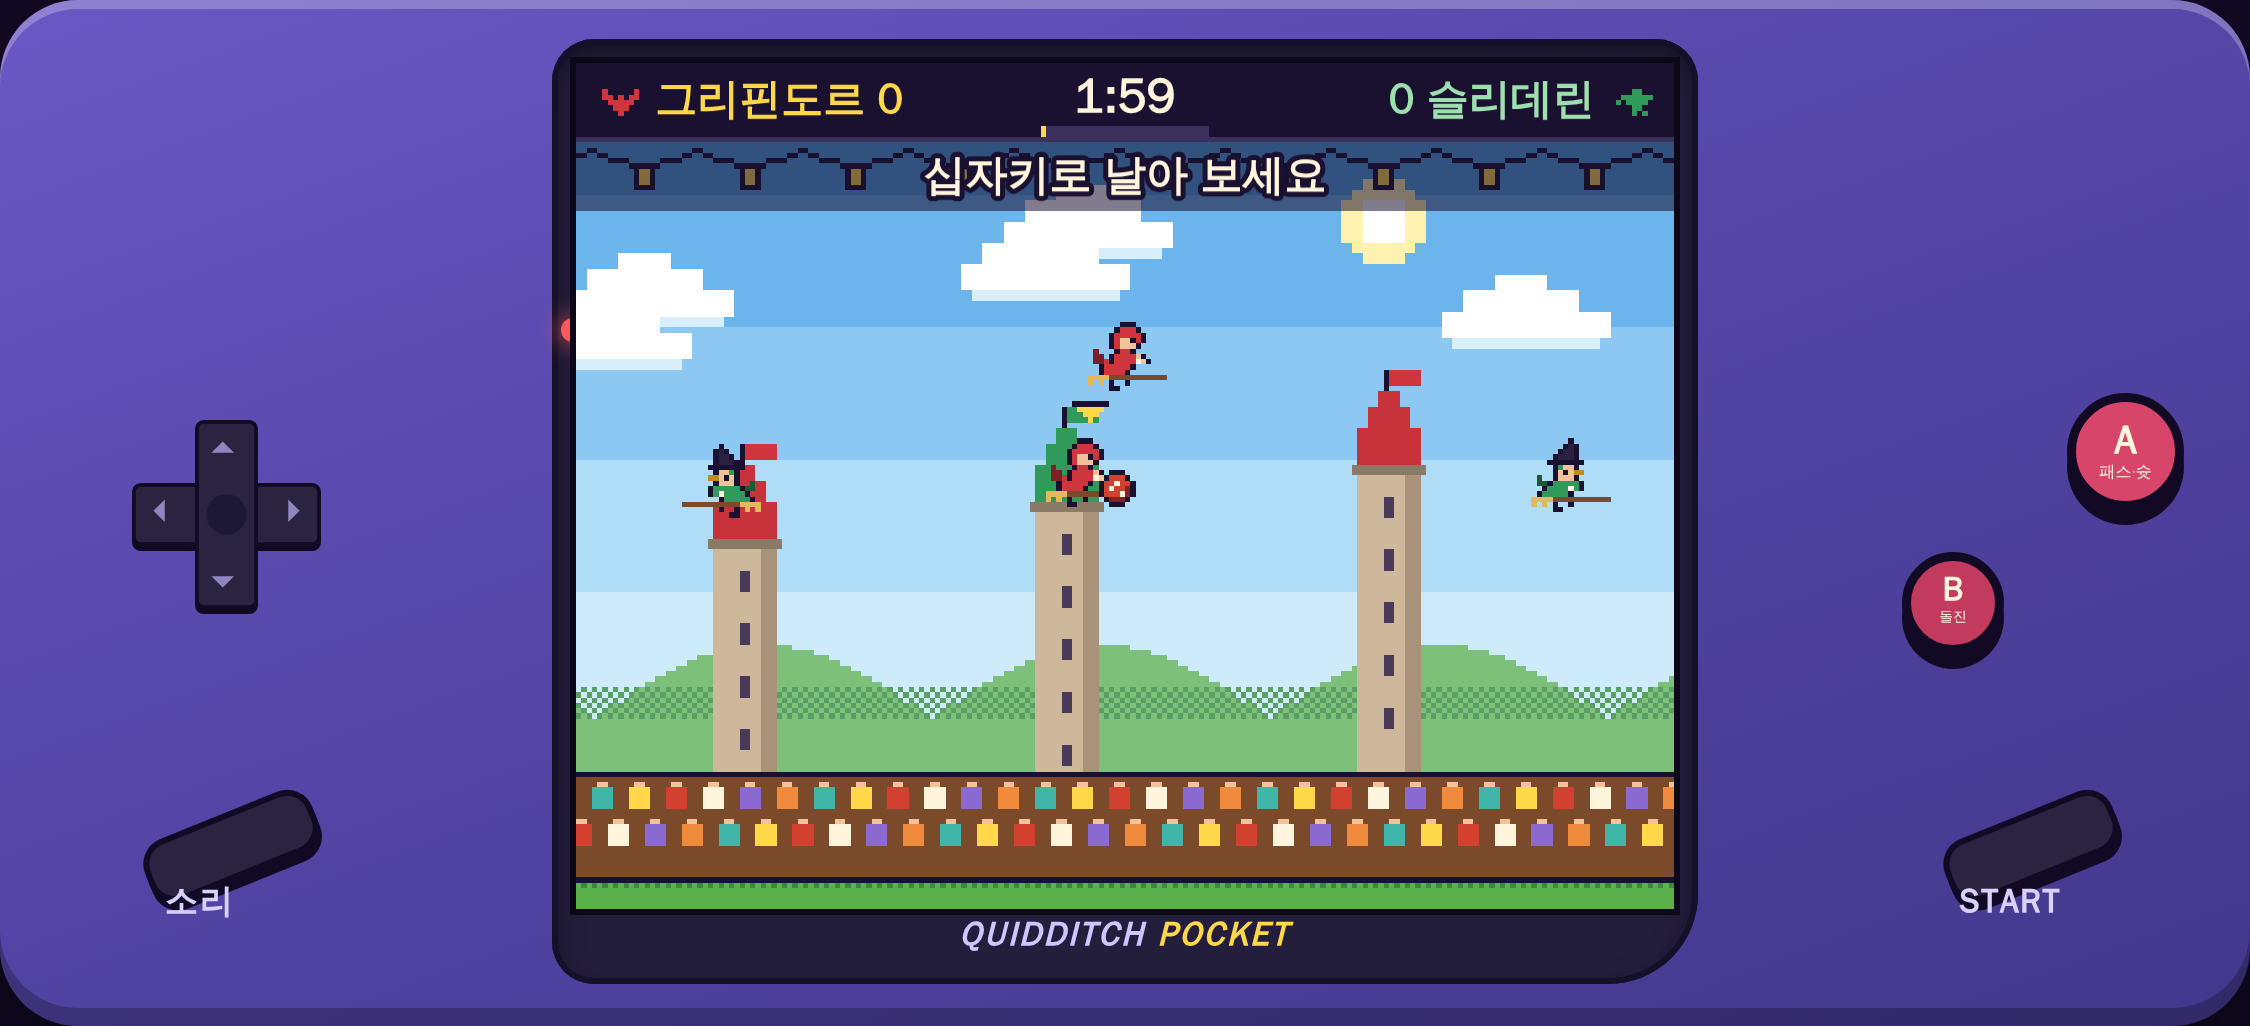 그리핀도르 0
1:59
0 슬리데린
십자키로 날아 보세요
A
패스·슛
B
돌진
소리
START
QUIDDITCH POCKET